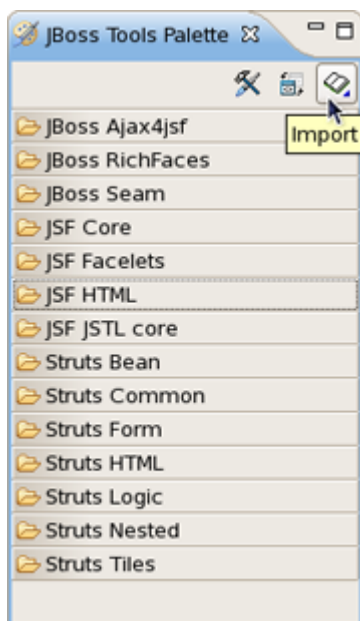 JBoss Tools Palette
Import
JBoss Ajax4jsf
JBoss RichFaces
JBoss Seam
JSF Core
JSF Facelets
JSF HTML
JSF JSTL core
Struts Bean
Struts Common
Struts Form
Struts HTML
Struts Logic
Struts Nested
Struts Tiles